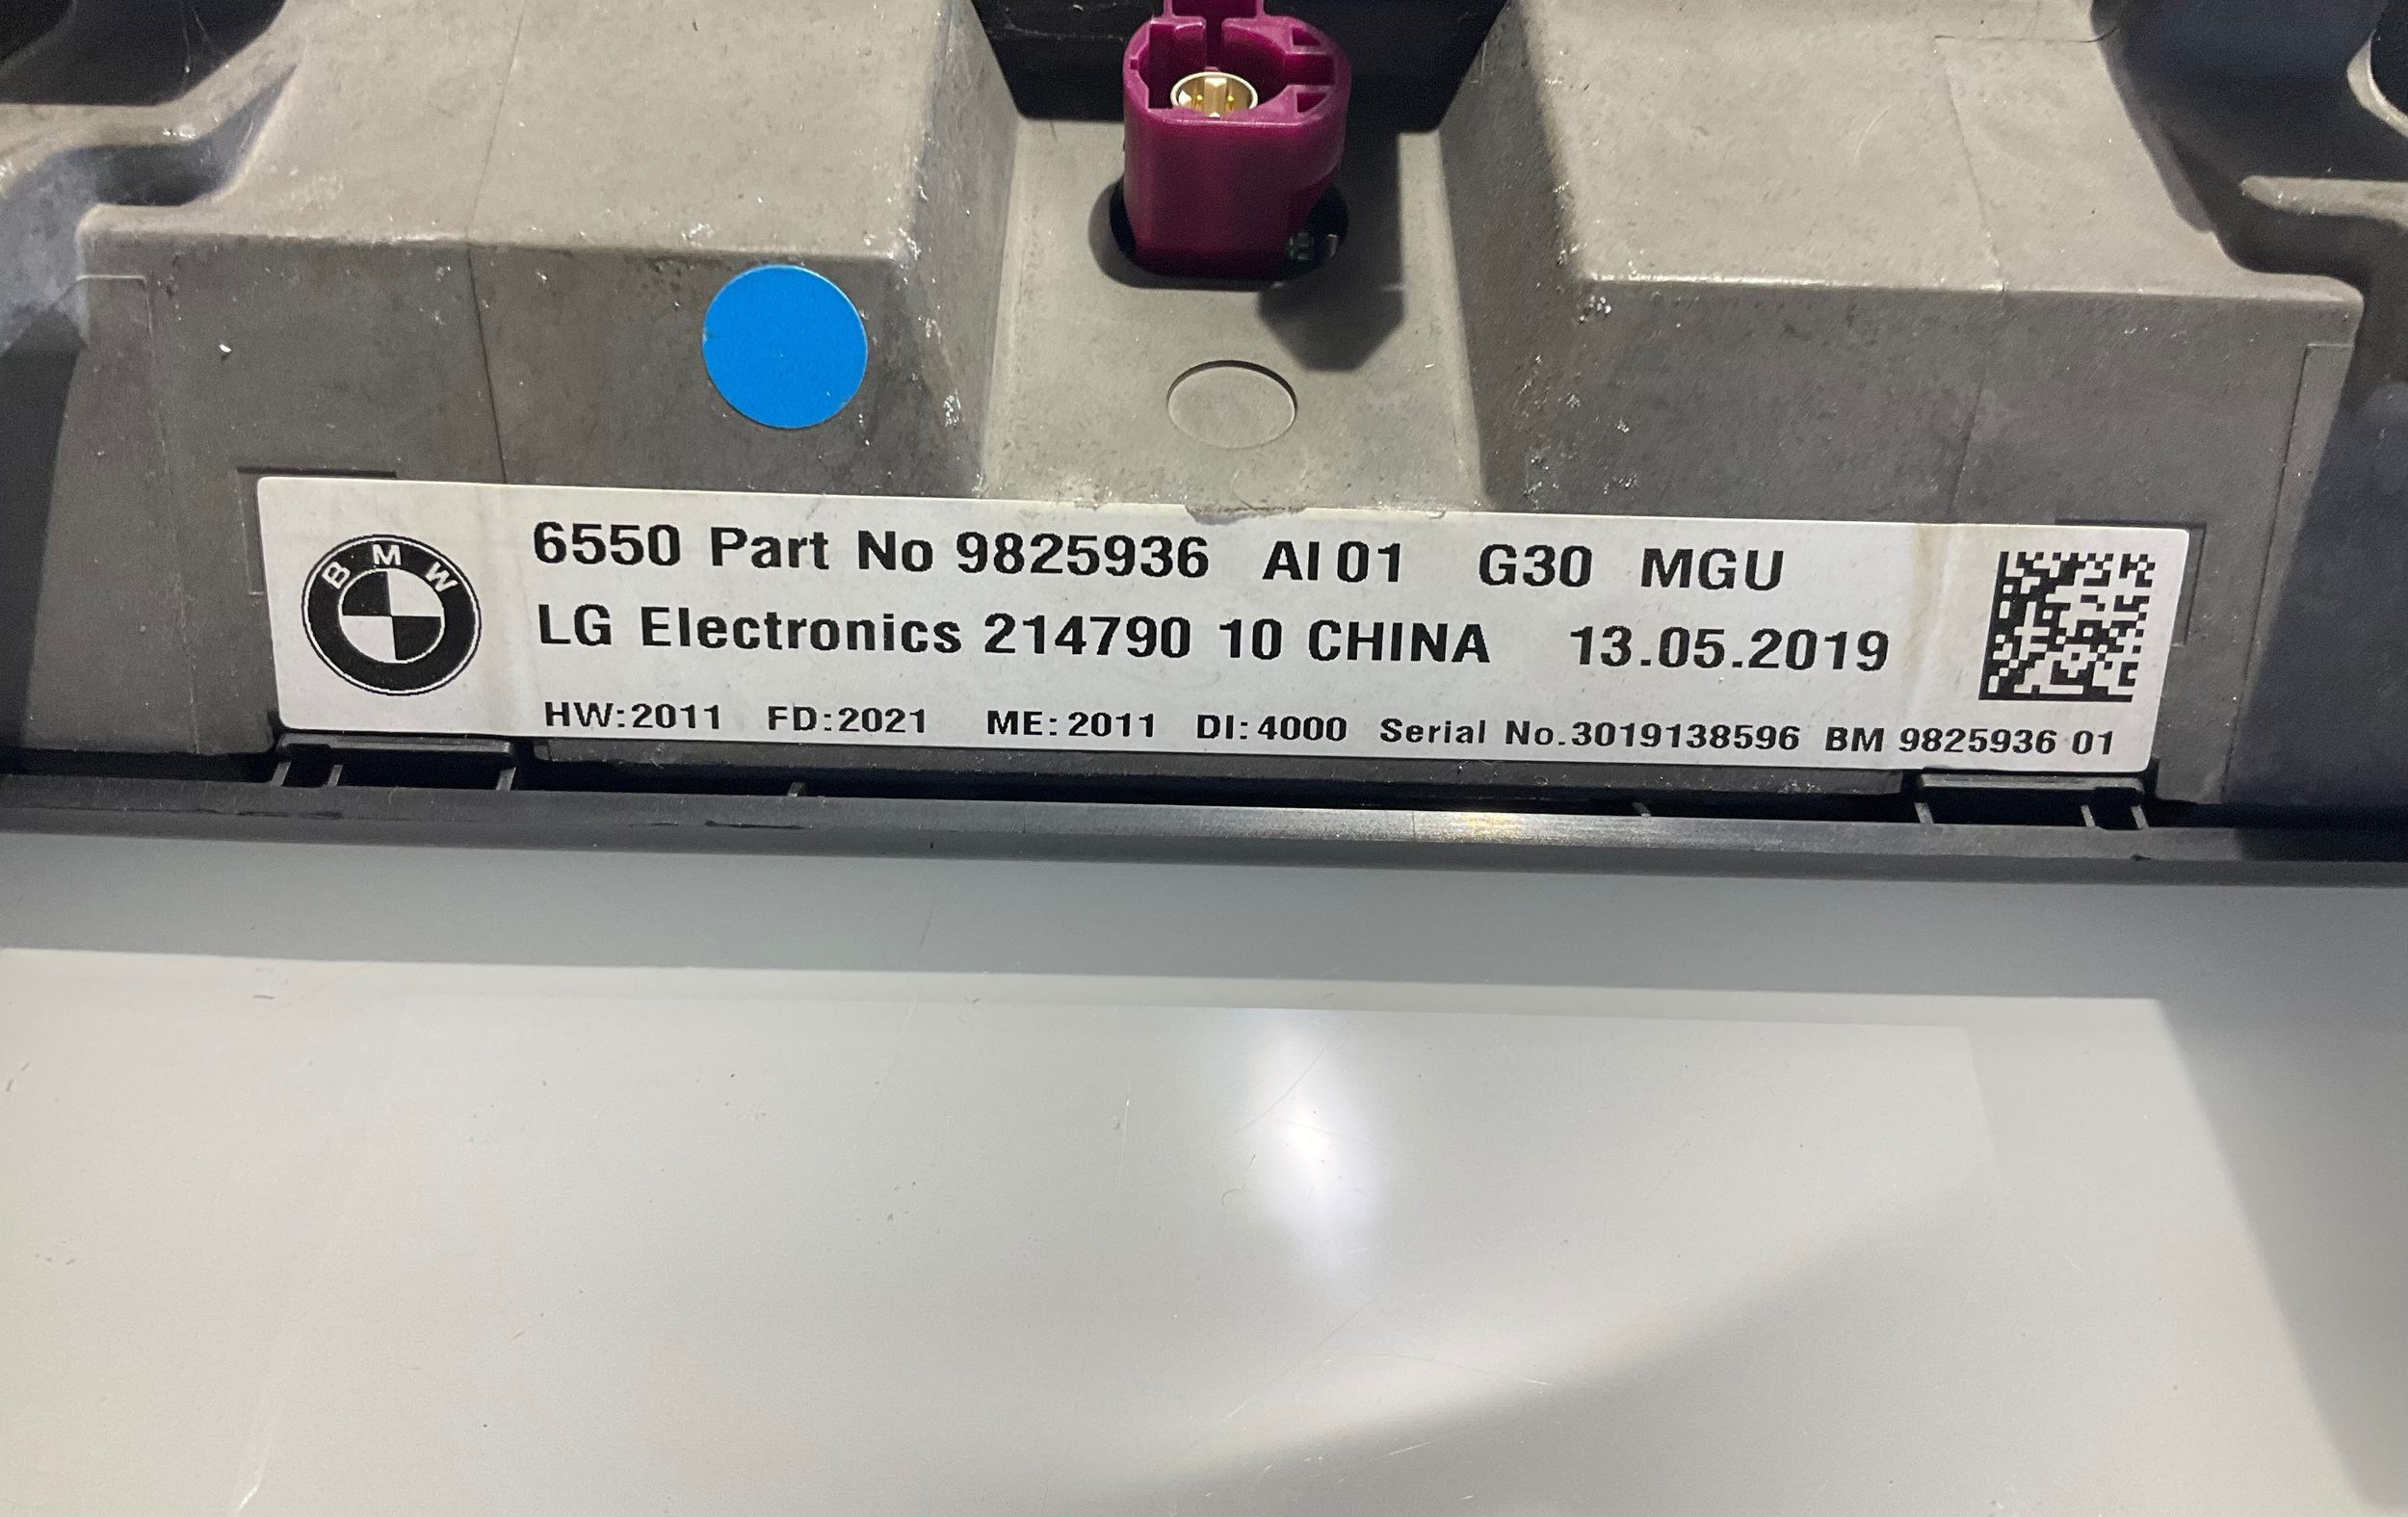 BMW
6550 Part No 9825936 AI 01 G30 MGU
LG Electronics 214790 10 CHINA 13.05.2019
HW:2011 FD:2021 ME:2011 DI:4000 Serial No.3019138596 BM 9825936 01